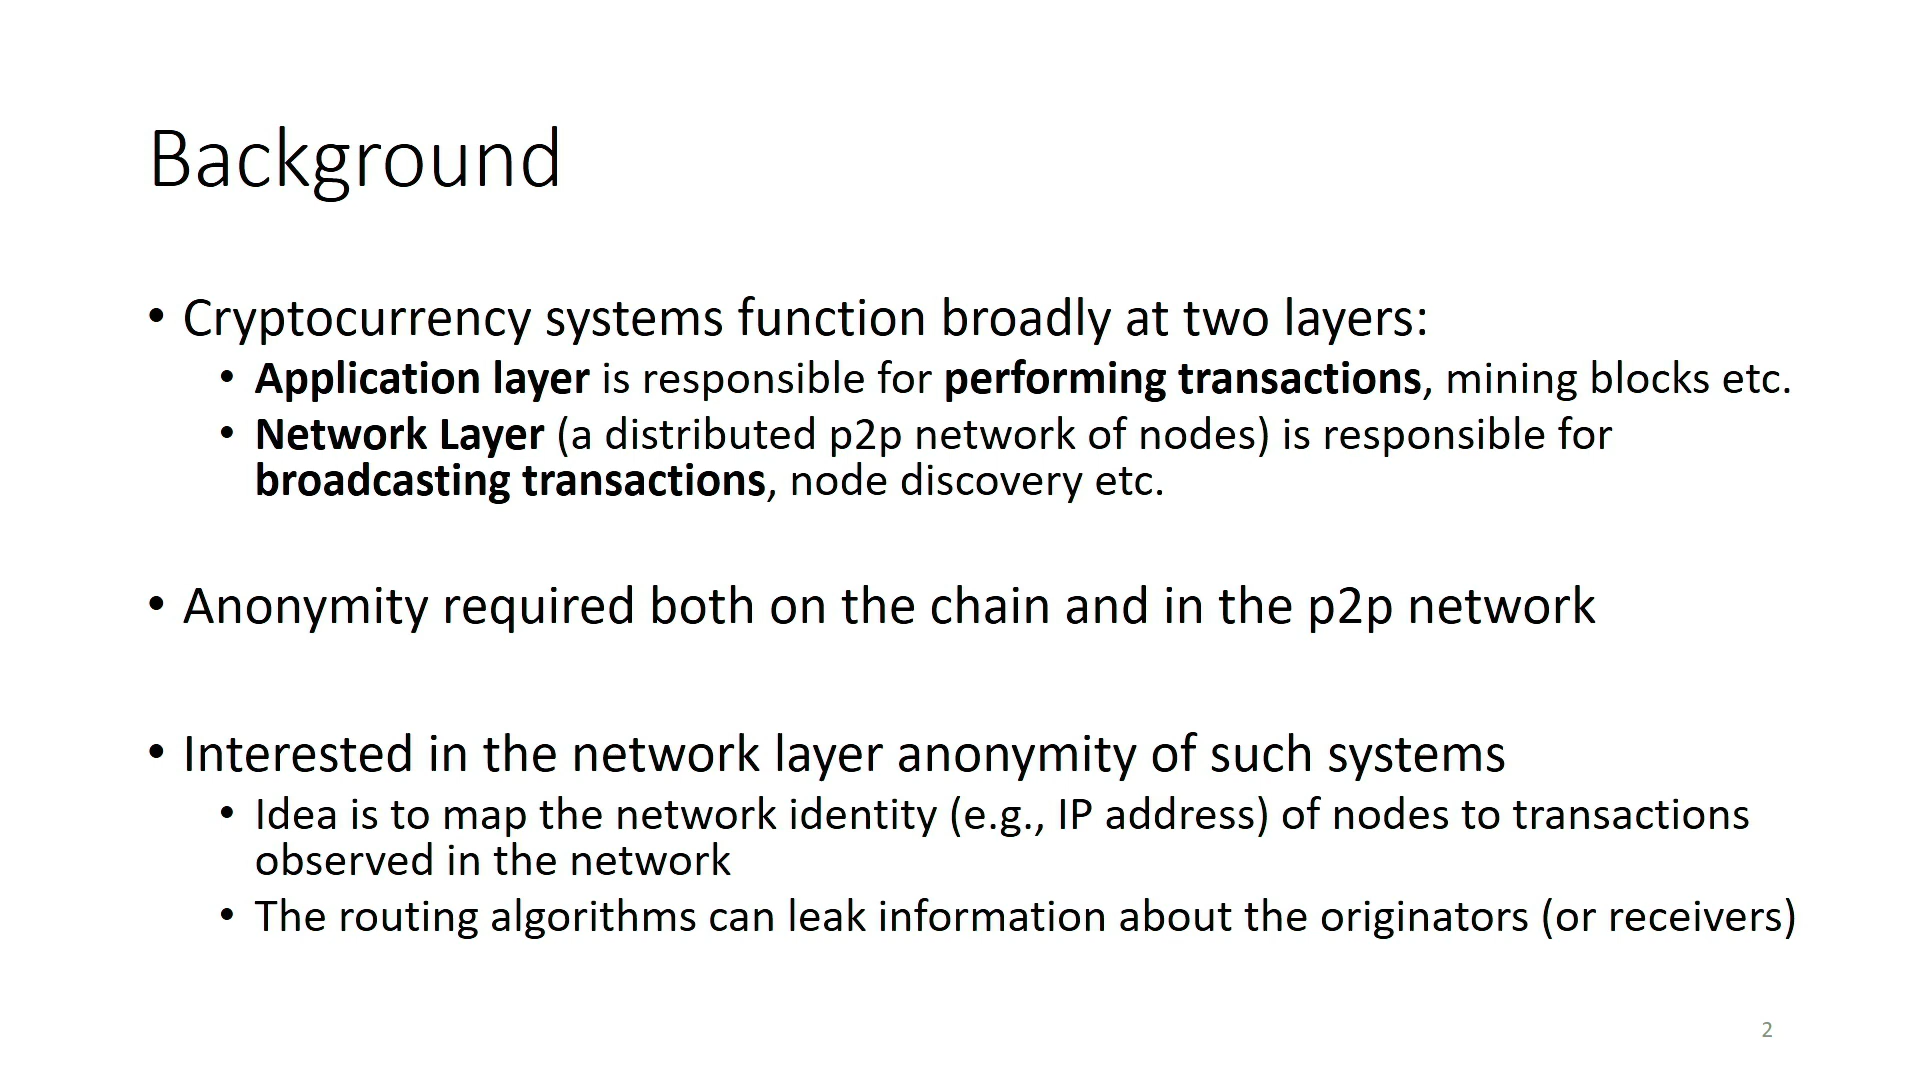 Background
• Cryptocurrency systems function broadly at two layers:
• Application layer is responsible for performing transactions, mining blocks etc.
• Network Layer (a distributed p2p network of nodes) is responsible for
broadcasting transactions, node discovery etc.
• Anonymity required both on the chain and in the p2p network
• Interested in the network layer anonymity of such systems
• Idea is to map the network identity (e.g., IP address) of nodes to transactions
observed in the network
• The routing algorithms can leak information about the originators (or receivers)
2